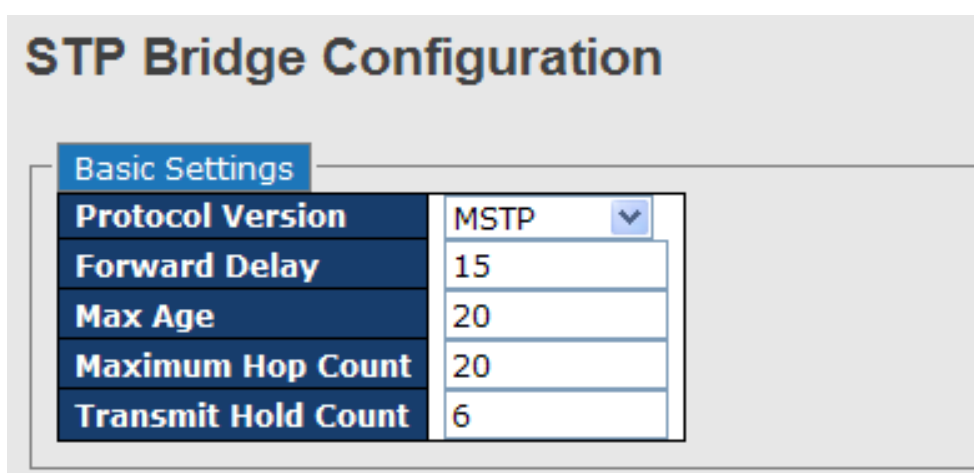 STP Bridge Configuration
Basic Settings
Protocol Version MSTP
Forward Delay 15
Max Age 20
Maximum Hop Count 20
Transmit Hold Count 6